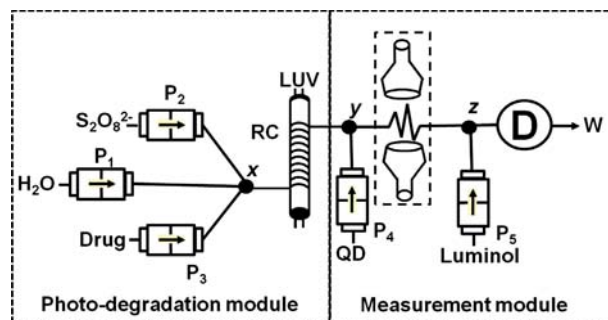 LUV
P₂
S₂O₈²⁻
RC
x
y
z
D
W
P₁
H₂O
Drug
P₃
P₄
QD
P₅
Luminol
Photo-degradation module
Measurement module